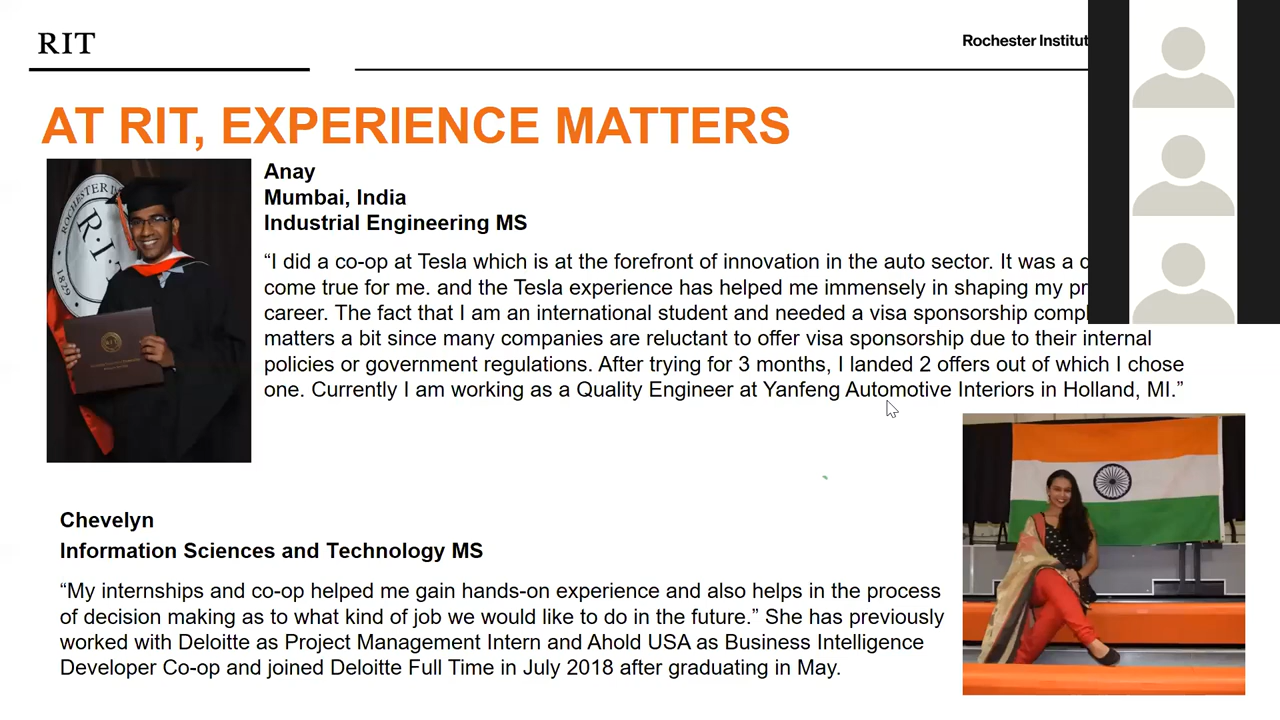 RIT
Rochester Institut
AT RIT, EXPERIENCE MATTERS
Anay
Mumbai, India
Industrial Engineering MS
“I did a co-op at Tesla which is at the forefront of innovation in the auto sector. It was a
come true for me. and the Tesla experience has helped me immensely in shaping my
career. The fact that I am an international student and needed a visa sponsorship
matters a bit since many companies are reluctant to offer visa sponsorship due to their internal
policies or government regulations. After trying for 3 months, I landed 2 offers out of which I chose
one. Currently I am working as a Quality Engineer at Yanfeng Automotive Interiors in Holland, MI.”
Chevelyn
Information Sciences and Technology MS
“My internships and co-op helped me gain hands-on experience and also helps in the process
of decision making as to what kind of job we would like to do in the future.” She has previously
worked with Deloitte as Project Management Intern and Ahold USA as Business Intelligence
Developer Co-op and joined Deloitte Full Time in July 2018 after graduating in May.